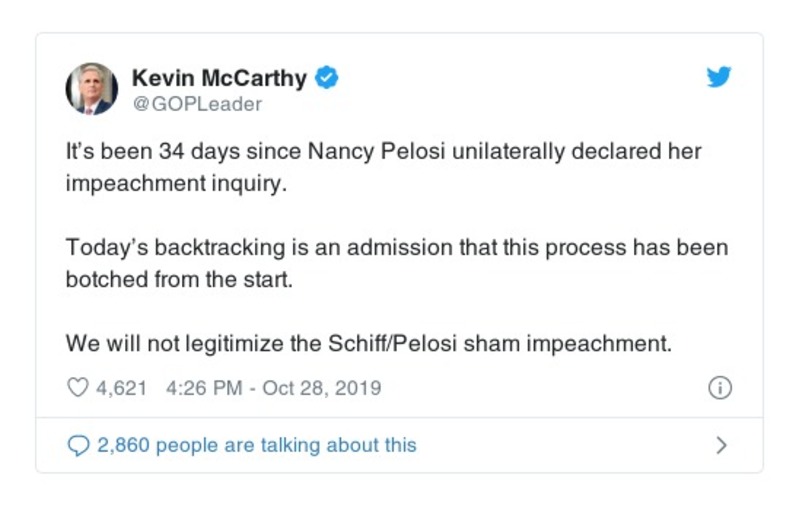 Kevin McCarthy
@GOPLeader
It's been 34 days since Nancy Pelosi unilaterally declared her
impeachment inquiry.
Today's backtracking is an admission that this process has been
botched from the start.
We will not legitimize the Schiff/Pelosi sham impeachment.
4,621 4:26 PM - Oct 28, 2019
2,860 people are talking about this